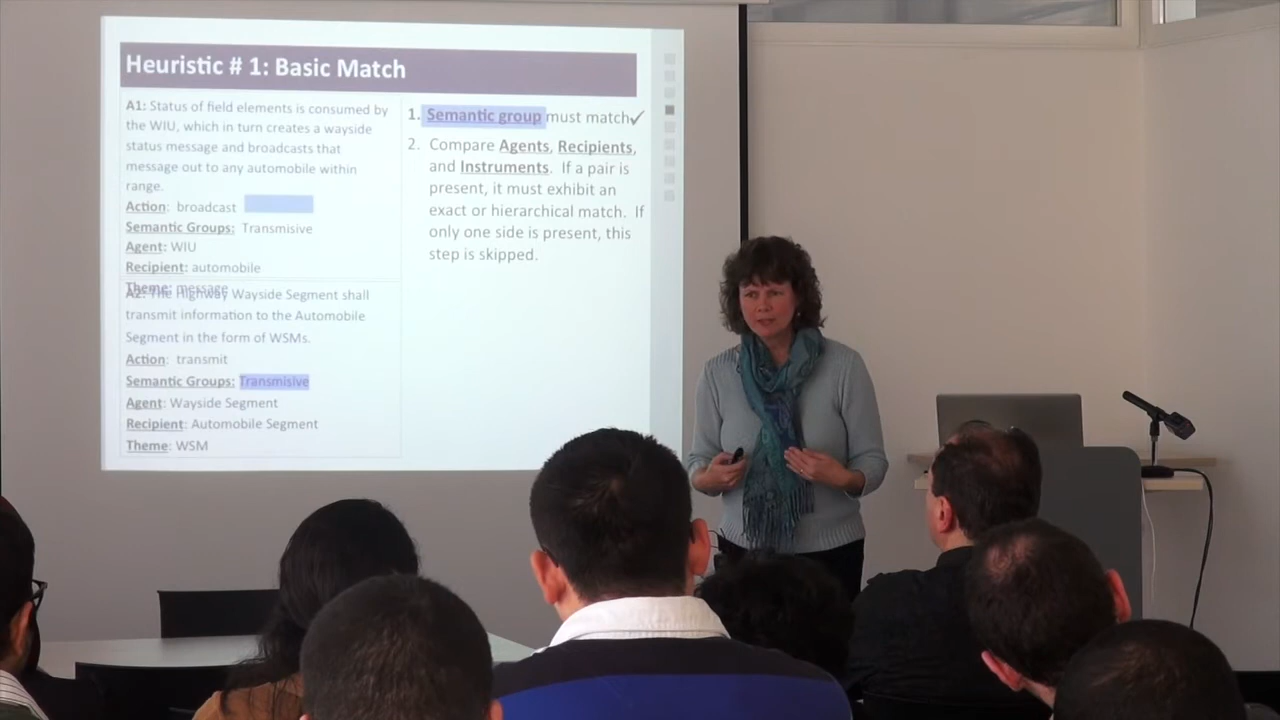 Heuristic # 1: Basic Match
A1: Status of field elements is consumed by
the WIU, which in turn creates a wayside
status message and broadcasts that
message out to any automobile within
range.
Action: broadcast
Semantic Groups: Transmisive
Agent: WIU
Recipient: automobile
Theme: message
A2: The Highway Wayside Segment shall
transmit information to the Automobile
Segment in the form of WSMs.
Action: transmit
Semantic Groups: Transmisive
Agent: Wayside Segment
Recipient: Automobile Segment
Theme: WSM
1. Semantic group must match✓
2. Compare Agents, Recipients,
and Instruments. If a pair is
present, it must exhibit an
exact or hierarchical match. If
only one side is present, this
step is skipped.